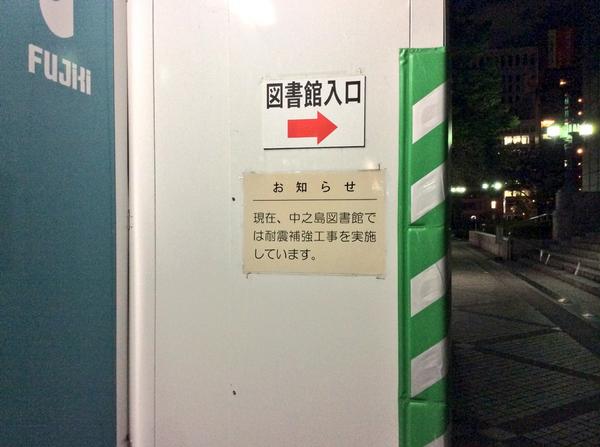 FUJKI
図書館入口
お知らせ
現在、中之島図書館で
は耐震補強工事を実施
しています。